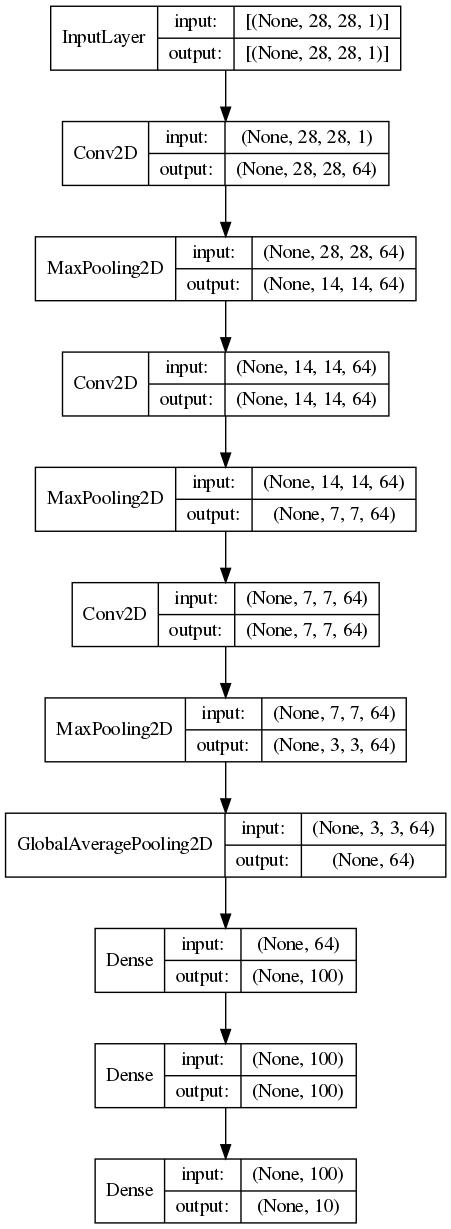 InputLayer
input: [(None, 28, 28, 1)]
output: [(None, 28, 28, 1)]
Conv2D
input: (None, 28, 28, 1)
output: (None, 28, 28, 64)
MaxPooling2D
input: (None, 28, 28, 64)
output: (None, 14, 14, 64)
Conv2D
input: (None, 14, 14, 64)
output: (None, 14, 14, 64)
MaxPooling2D
input: (None, 14, 14, 64)
output: (None, 7, 7, 64)
Conv2D
input: (None, 7, 7, 64)
output: (None, 7, 7, 64)
MaxPooling2D
input: (None, 7, 7, 64)
output: (None, 3, 3, 64)
GlobalAveragePooling2D
input: (None, 3, 3, 64)
output: (None, 64)
Dense
input: (None, 64)
output: (None, 100)
Dense
input: (None, 100)
output: (None, 100)
Dense
input: (None, 100)
output: (None, 10)